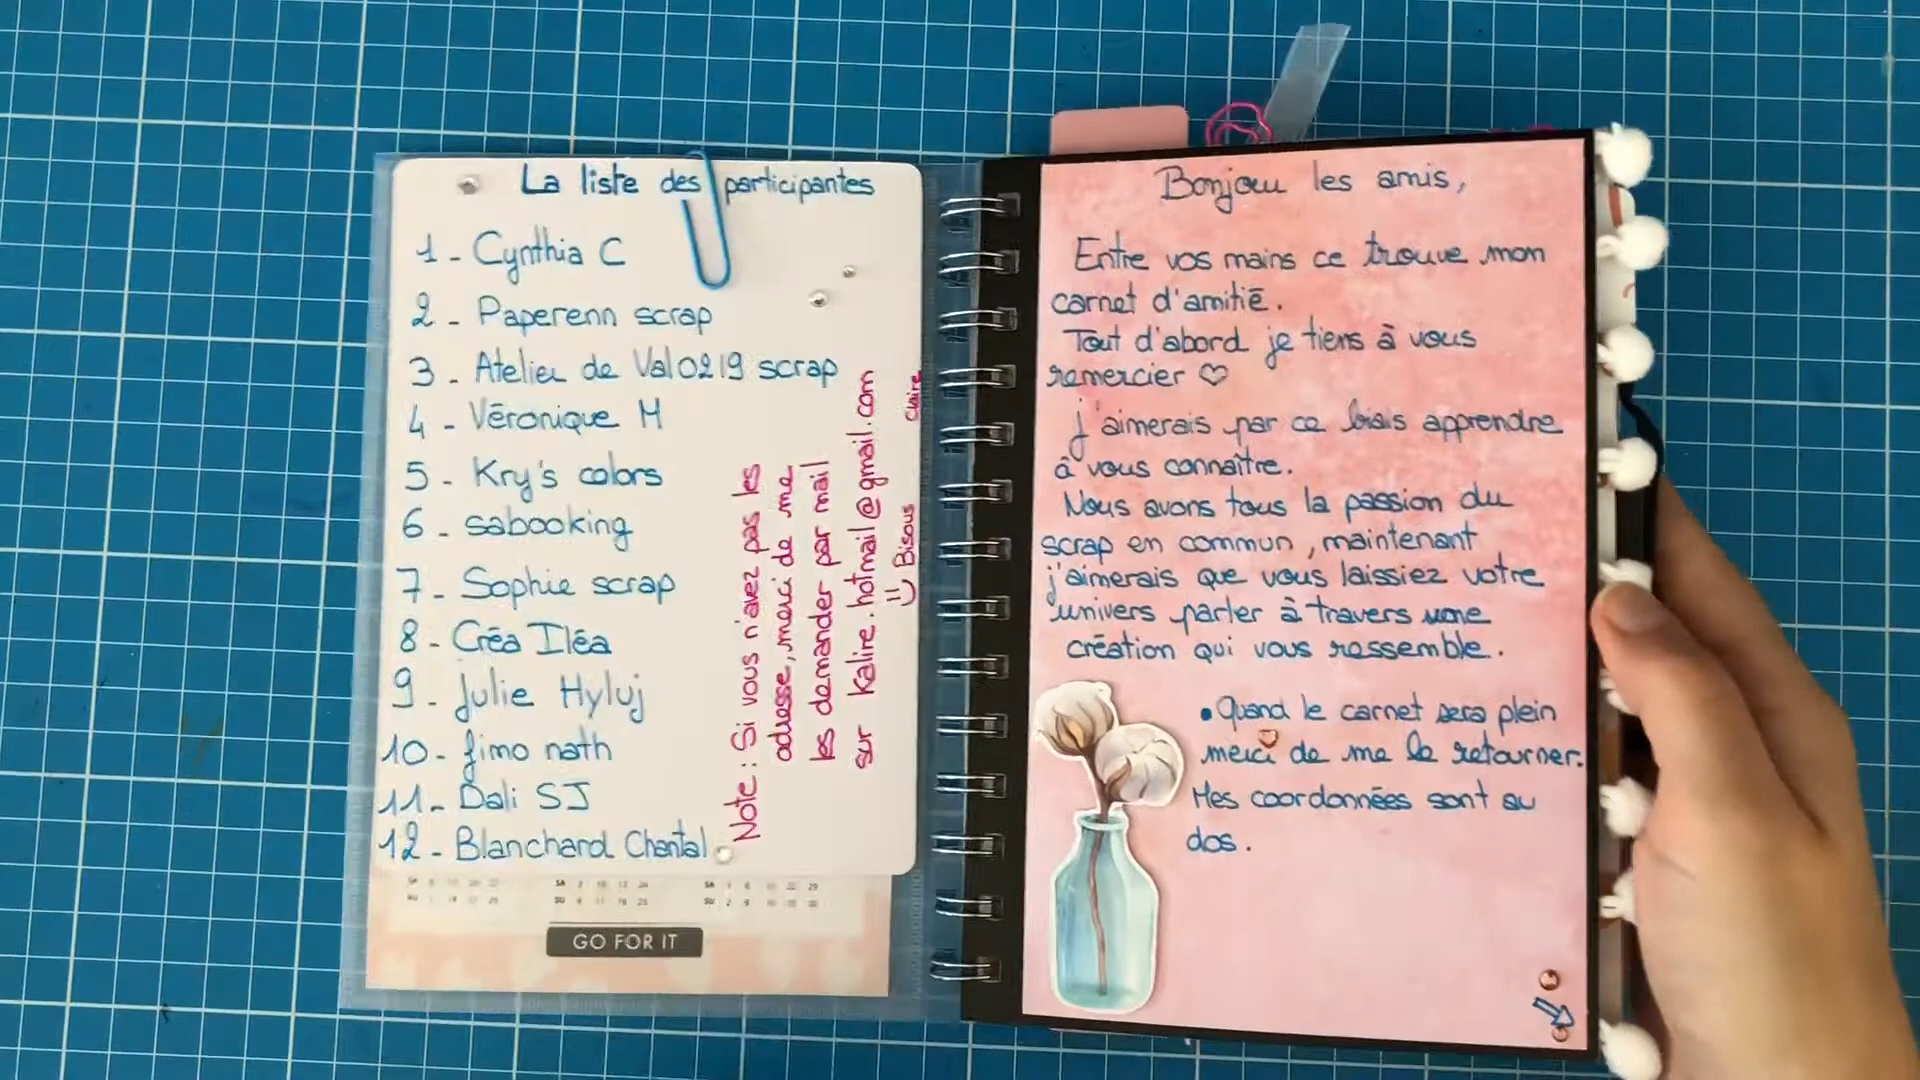 La liste des participantes
1 - Cynthia C
2 - Paperenn scrap
3 - Atelier de Val0219 scrap
4 - Véronique M
5 - Kry's colors
6 - sabooking
7 - Sophie scrap
8 - Créa Iléa
9 - Julie Hyluj
10 - fimo nath
11 - Dali SJ
12 - Blanchard Chantal
Note : Si vous n'avez pas les
adesse, merci de me
les demander par mail
sur kaline.hotmail@gmail.com
Bisous Claire
GO FOR IT
Bonjour les amis,
Entre vos mains ce trouve mon
carnet d'amitié.
Tout d'abord je tiens à vous
remercier ♡
J'aimerais par ce biais apprendre
à vous connaître.
Nous avons tous la passion du
scrap en commun, maintenant
j'aimerais que vous laissiez votre
univers parler à travers une
création qui vous ressemble.
• Quand le carnet sera plein
merci de me le retourner.
Mes coordonnées sont au
dos.